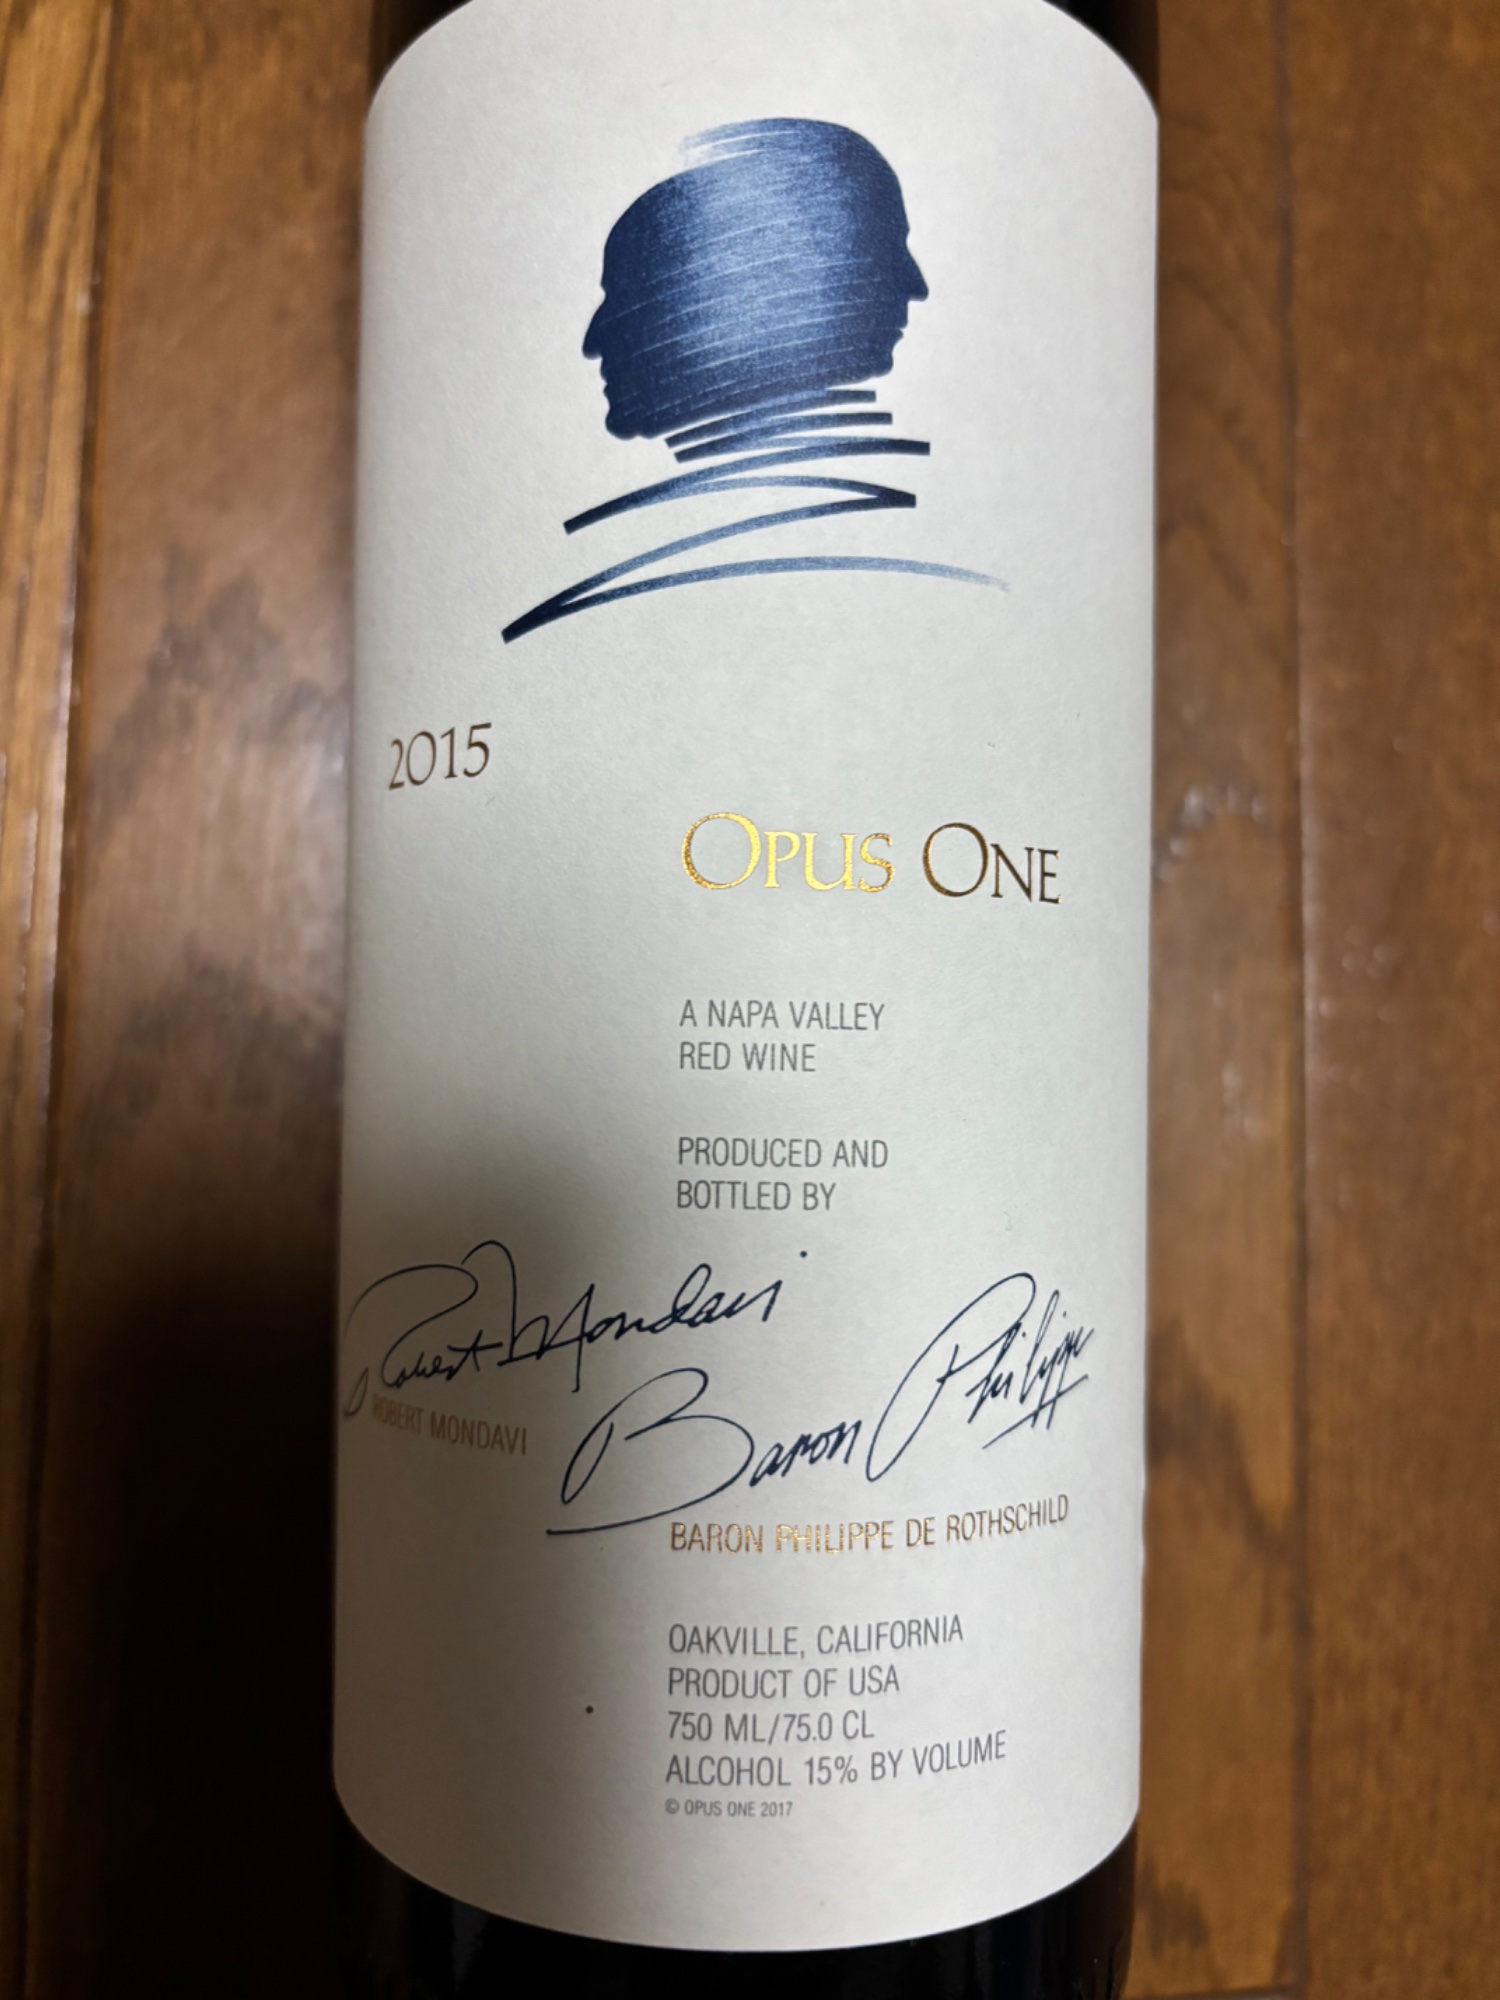 2015
OPUS ONE
A NAPA VALLEY
RED WINE
PRODUCED AND
BOTTLED BY
Robert Mondavi
ROBERT MONDAVI
Baron Philippe
BARON PHILIPPE DE ROTHSCHILD
OAKVILLE, CALIFORNIA
PRODUCT OF USA
750 ML/75.0 CL
ALCOHOL 15% BY VOLUME
© OPUS ONE 2017